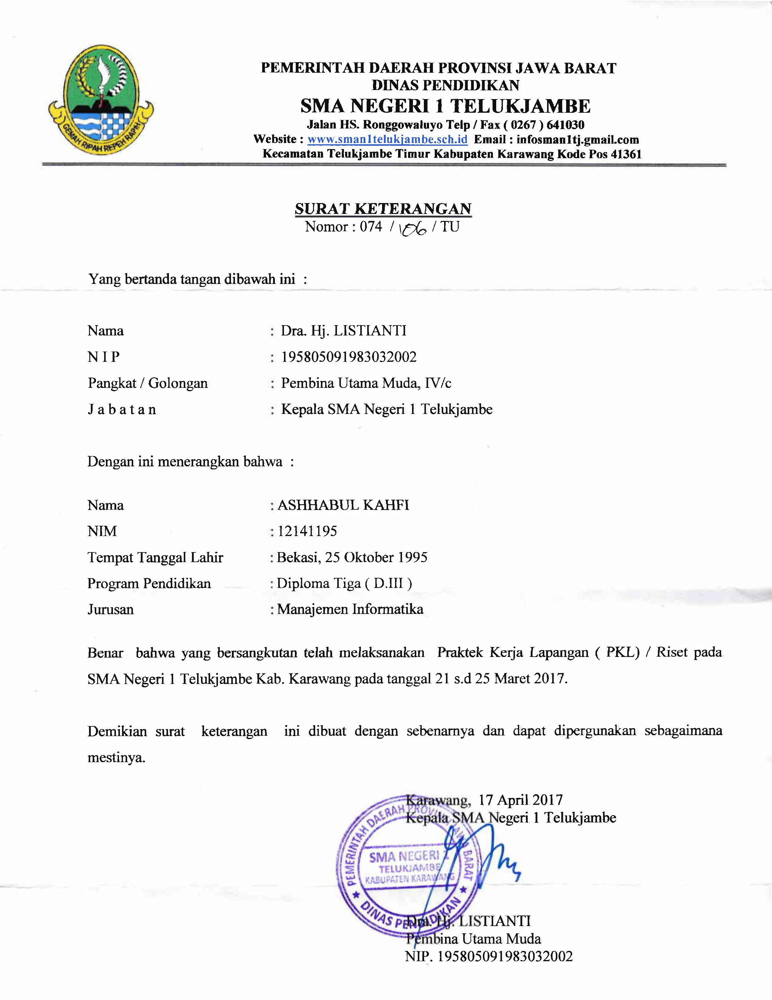 PEMERINTAH DAERAH PROVINSI JAWA BARAT
DINAS PENDIDIKAN
SMA NEGERI 1 TELUKJAMBE
Jalan HS. Ronggowaluyo Telp / Fax ( 0267 ) 641030
Website : www.sman1telukjambe.sch.id Email : infosman1tj.gmail.com
Kecamatan Telukjambe Timur Kabupaten Karawang Kode Pos 41361
GEMAH RIPAH REPEH RAPIH
SURAT KETERANGAN
Nomor : 074 / 106 / TU
Yang bertanda tangan dibawah ini :
Nama : Dra. Hj. LISTIANTI
N I P : 195805091983032002
Pangkat / Golongan : Pembina Utama Muda, IV/c
J a b a t a n : Kepala SMA Negeri 1 Telukjambe
Dengan ini menerangkan bahwa :
Nama : ASHHABUL KAHFI
NIM : 12141195
Tempat Tanggal Lahir : Bekasi, 25 Oktober 1995
Program Pendidikan : Diploma Tiga ( D.III )
Jurusan : Manajemen Informatika
Benar bahwa yang bersangkutan telah melaksanakan Praktek Kerja Lapangan ( PKL) / Riset pada
SMA Negeri 1 Telukjambe Kab. Karawang pada tanggal 21 s.d 25 Maret 2017.
Demikian surat keterangan ini dibuat dengan sebenarnya dan dapat dipergunakan sebagaimana
mestinya.
Karawang, 17 April 2017
Kepala SMA Negeri 1 Telukjambe
PEMERINTAH DAERAH PROVINSI JAWA BARAT
SMA NEGERI 1
TELUKJAMBE
KABUPATEN KARAWANG
★ DINAS PENDIDIKAN ★
Dra. Hj. LISTIANTI
Pembina Utama Muda
NIP. 195805091983032002